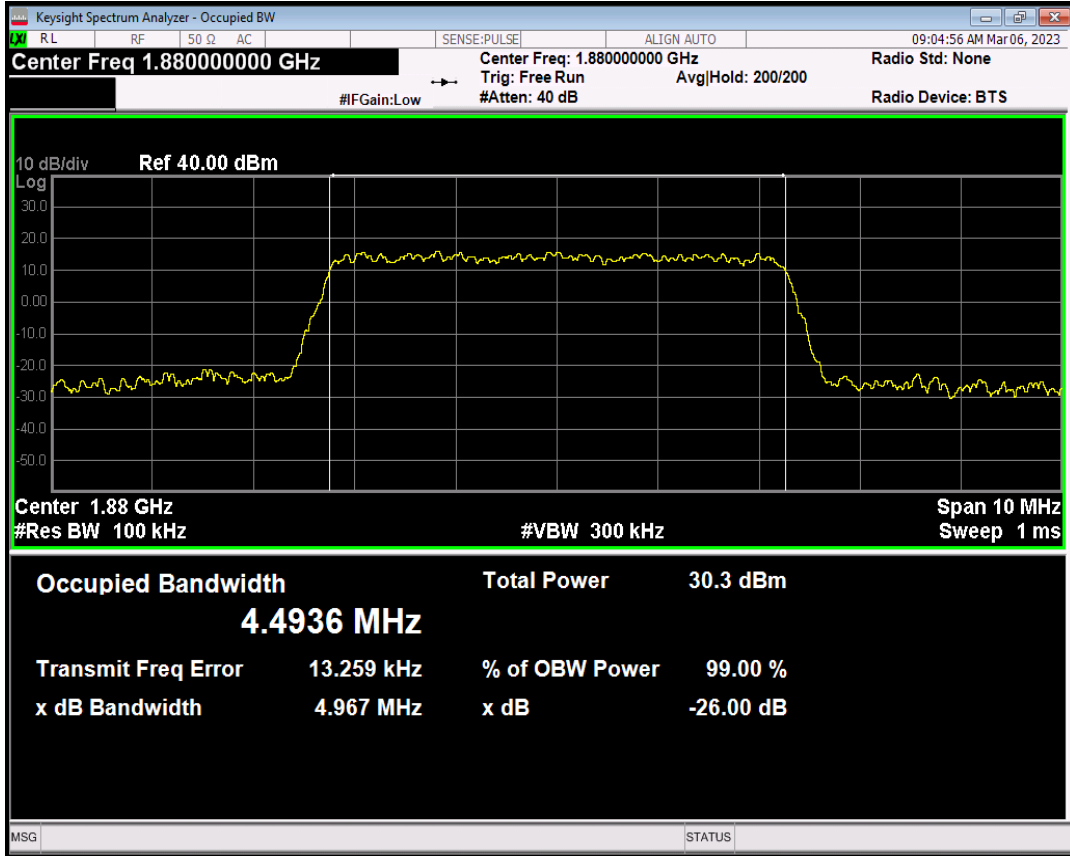 Keysight Spectrum Analyzer - Occupied BW
LXI RL RF 50 Ω AC SENSE:PULSE ALIGN AUTO 09:04:56 AM Mar 06, 2023
Center Freq 1.880000000 GHz
Center Freq: 1.880000000 GHz Radio Std: None
Trig: Free Run Avg|Hold: 200/200
#IFGain:Low #Atten: 40 dB Radio Device: BTS
10 dB/div Ref 40.00 dBm
Log
30.0
20.0
10.0
0.00
-10.0
-20.0
-30.0
-40.0
-50.0
Center 1.88 GHz Span 10 MHz
#Res BW 100 kHz #VBW 300 kHz Sweep 1 ms
Occupied Bandwidth Total Power 30.3 dBm
4.4936 MHz
Transmit Freq Error 13.259 kHz % of OBW Power 99.00 %
x dB Bandwidth 4.967 MHz x dB -26.00 dB
MSG STATUS